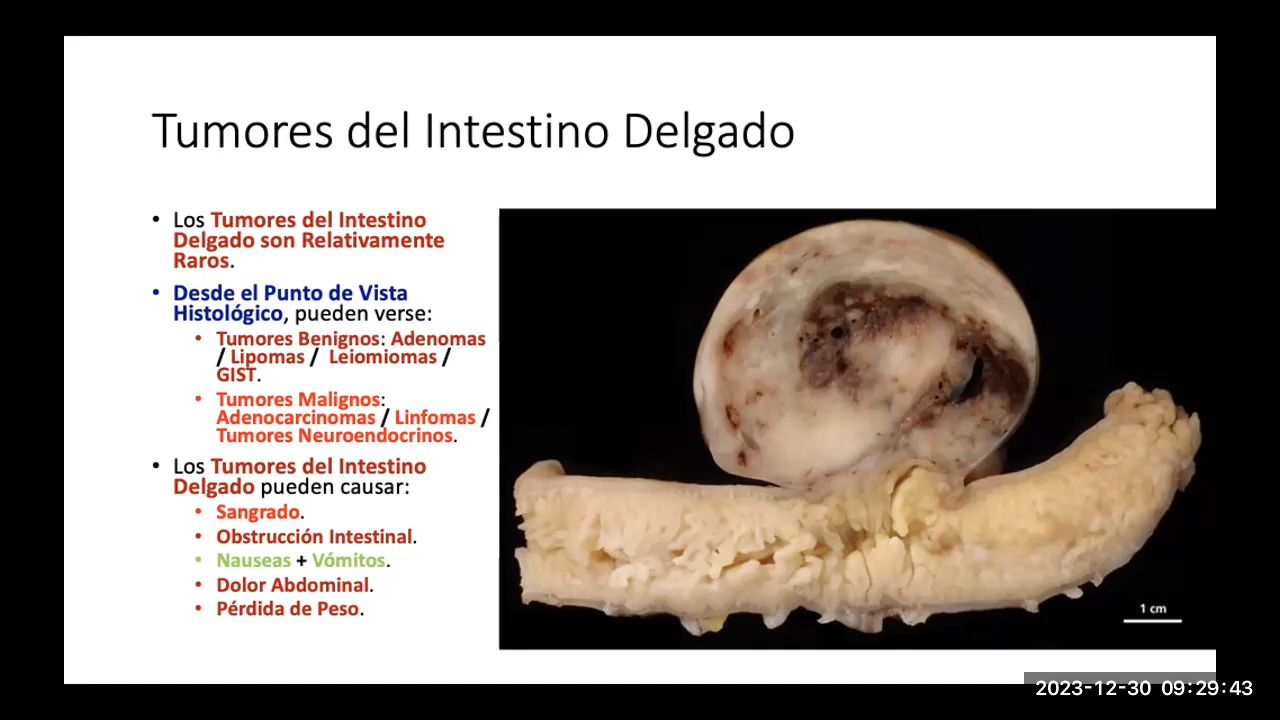 Tumores del Intestino Delgado
• Los Tumores del Intestino
Delgado son Relativamente
Raros.
• Desde el Punto de Vista
Histológico, pueden verse:
• Tumores Benignos: Adenomas
/ Lipomas / Leiomiomas /
GIST.
• Tumores Malignos:
Adenocarcinomas / Linfomas /
Tumores Neuroendocrinos.
• Los Tumores del Intestino
Delgado pueden causar:
• Sangrado.
• Obstrucción Intestinal.
• Nauseas + Vómitos.
• Dolor Abdominal.
• Pérdida de Peso.
1 cm
2023-12-30 09:29:43